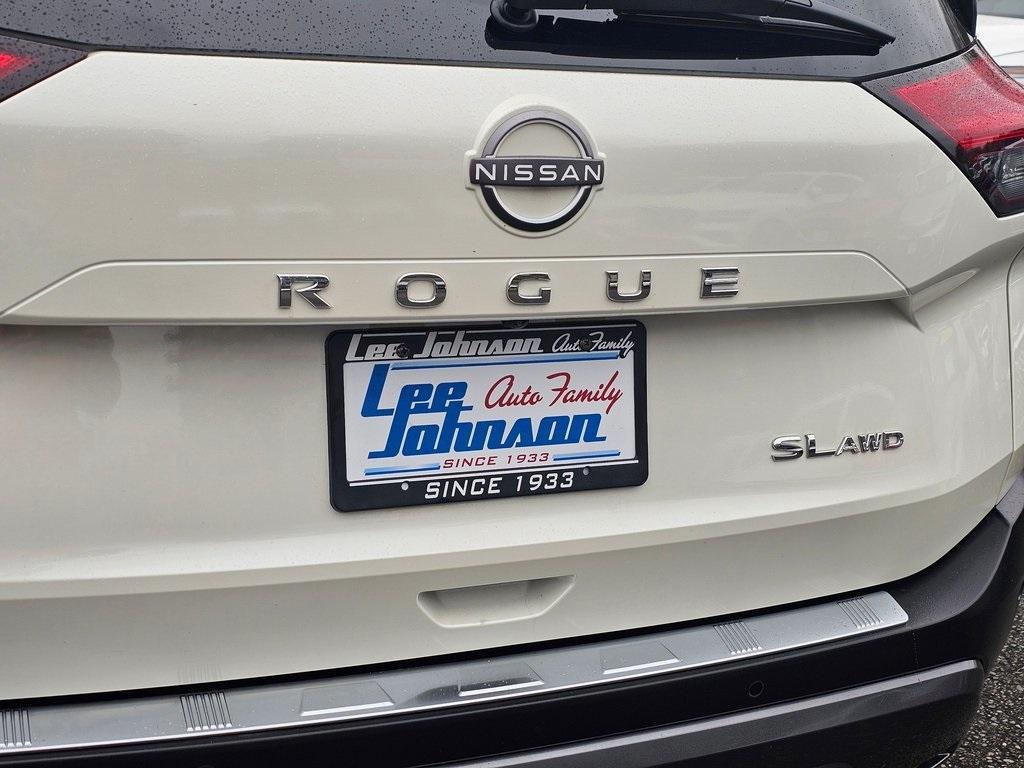 NISSAN
ROGUE
Lee Johnson Auto Family
Lee Johnson Auto Family
SINCE 1933
SINCE 1933
SL AWD